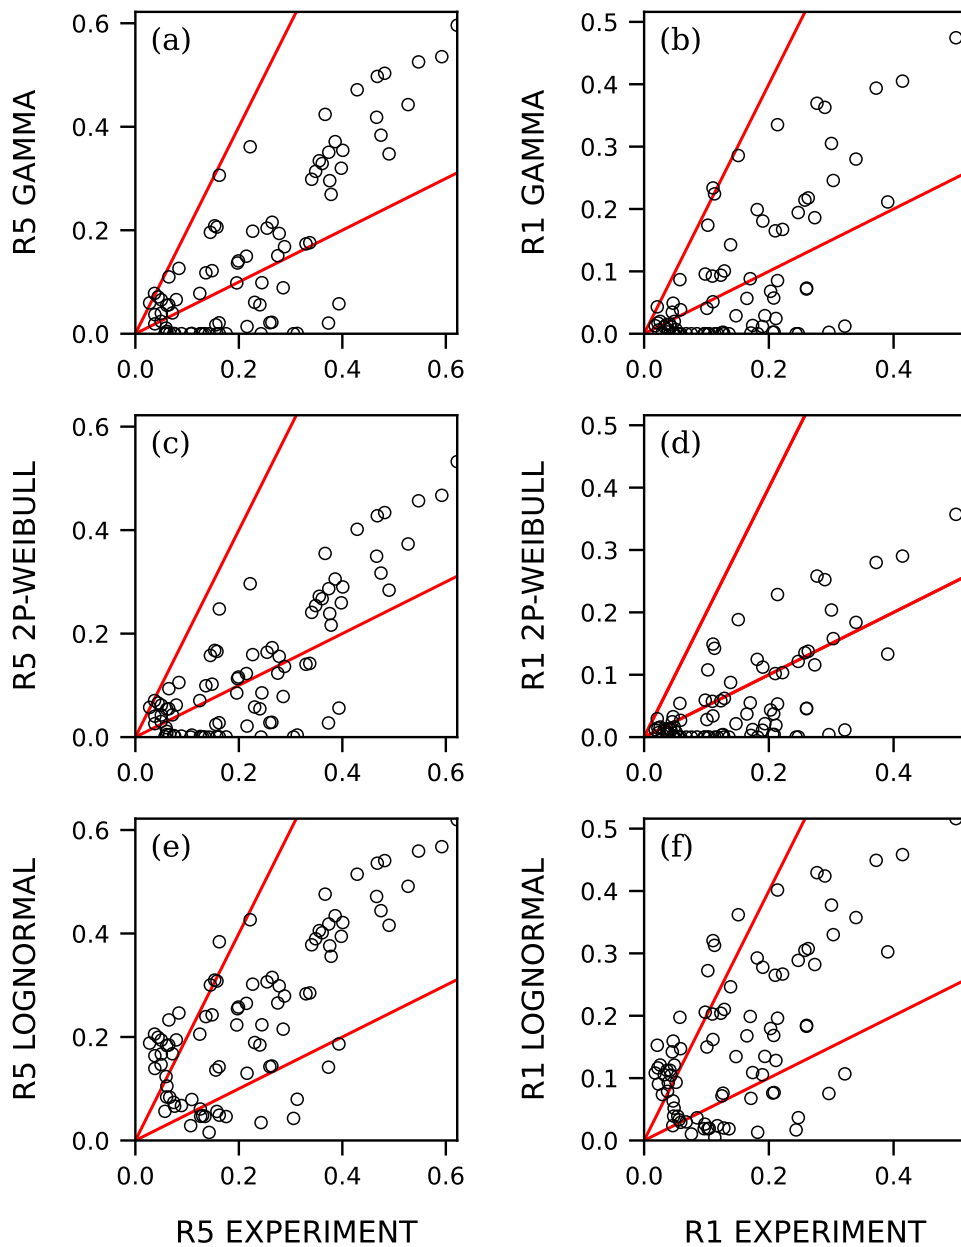 (a)
R5 GAMMA
0.6
0.4
0.2
0.0
0.0 0.2 0.4 0.6
(b)
R1 GAMMA
0.5
0.4
0.3
0.2
0.1
0.0
0.0 0.2 0.4
(c)
R5 2P-WEIBULL
0.6
0.4
0.2
0.0
0.0 0.2 0.4 0.6
(d)
R1 2P-WEIBULL
0.5
0.4
0.3
0.2
0.1
0.0
0.0 0.2 0.4
(e)
R5 LOGNORMAL
0.6
0.4
0.2
0.0
0.0 0.2 0.4 0.6
R5 EXPERIMENT
(f)
R1 LOGNORMAL
0.5
0.4
0.3
0.2
0.1
0.0
0.0 0.2 0.4
R1 EXPERIMENT